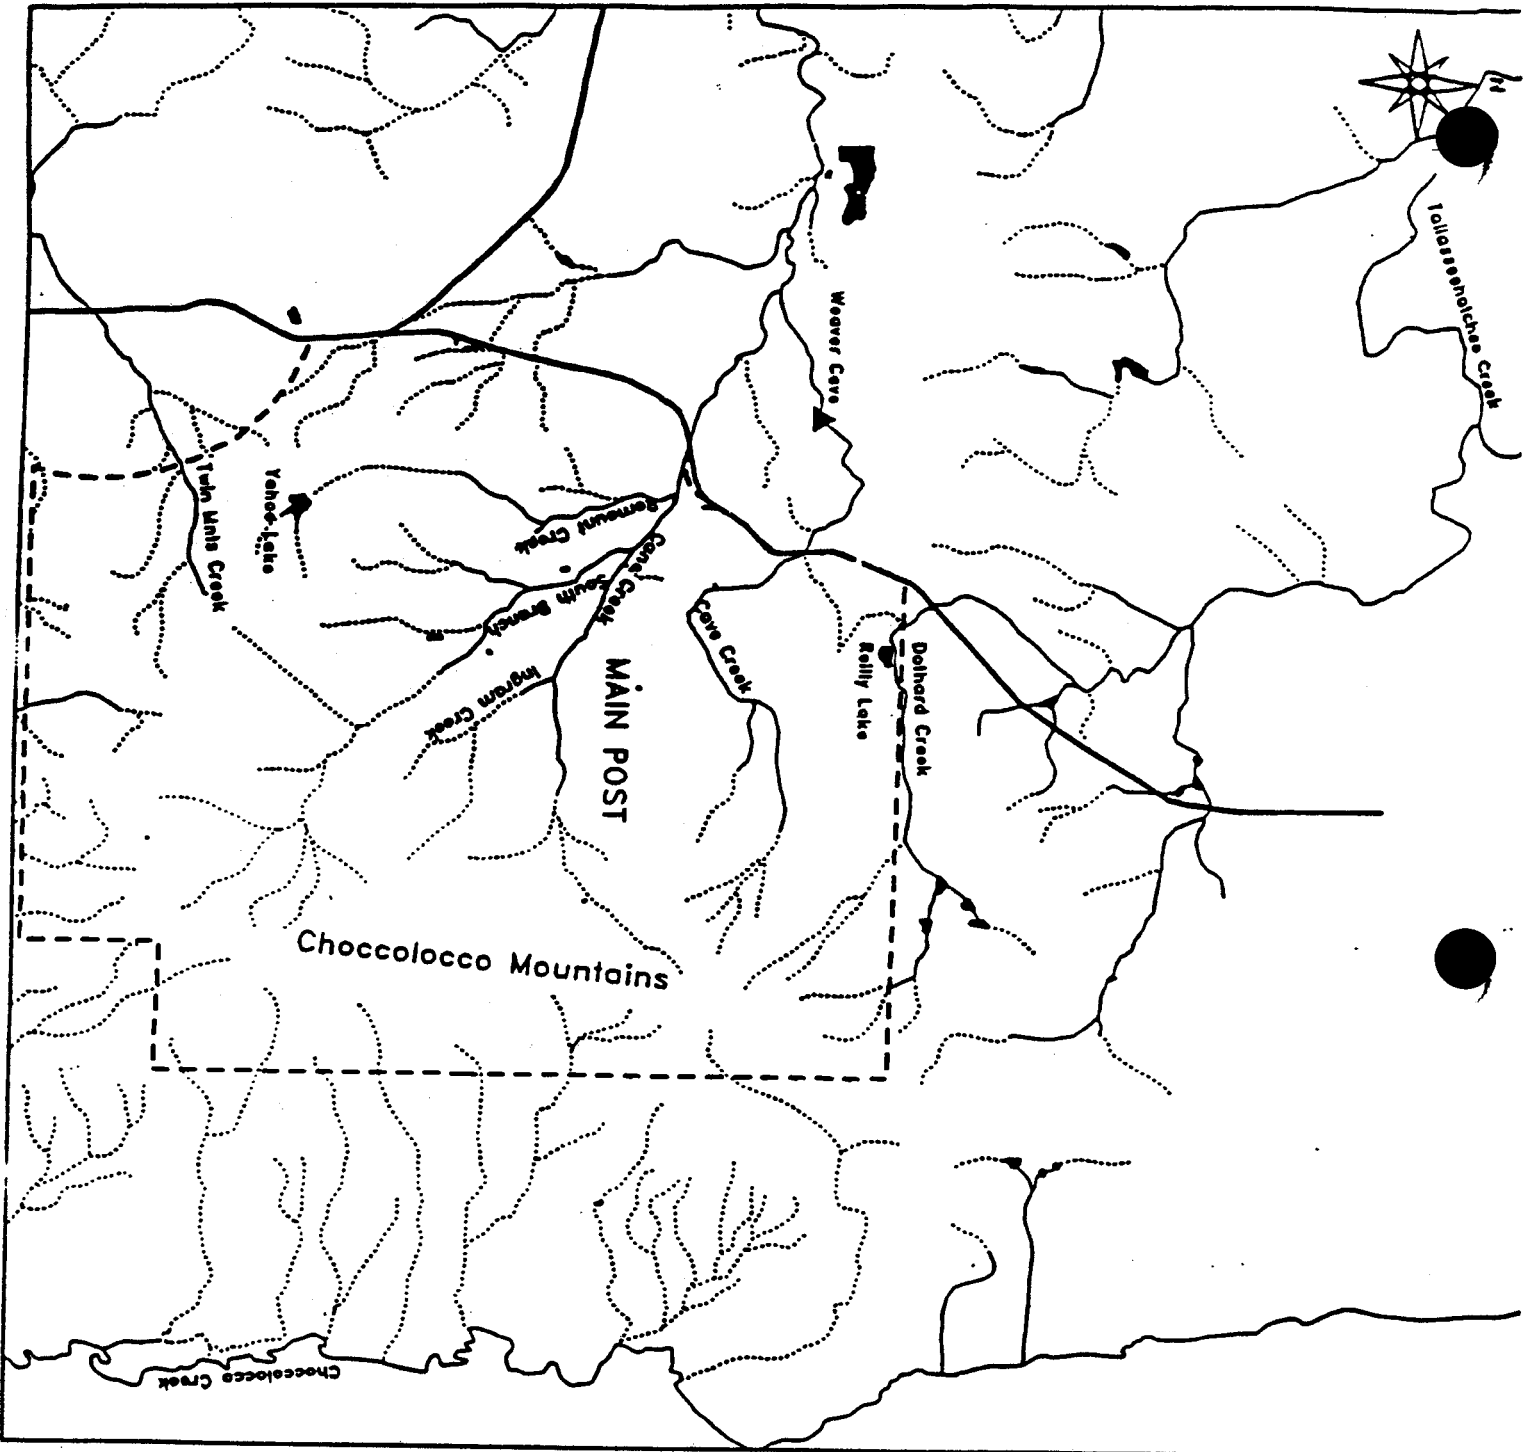 N
Tallasseehatchee Creek
Weaver Cave
Twin Mnts Creek
Yahoo Lake
Remount Creek
Cane Creek
South Branch
Ingram Creek
MAIN POST
Cave Creek
Reilly Lake
Dothard Creek
Choccolocco Mountains
Choccolocco Creek